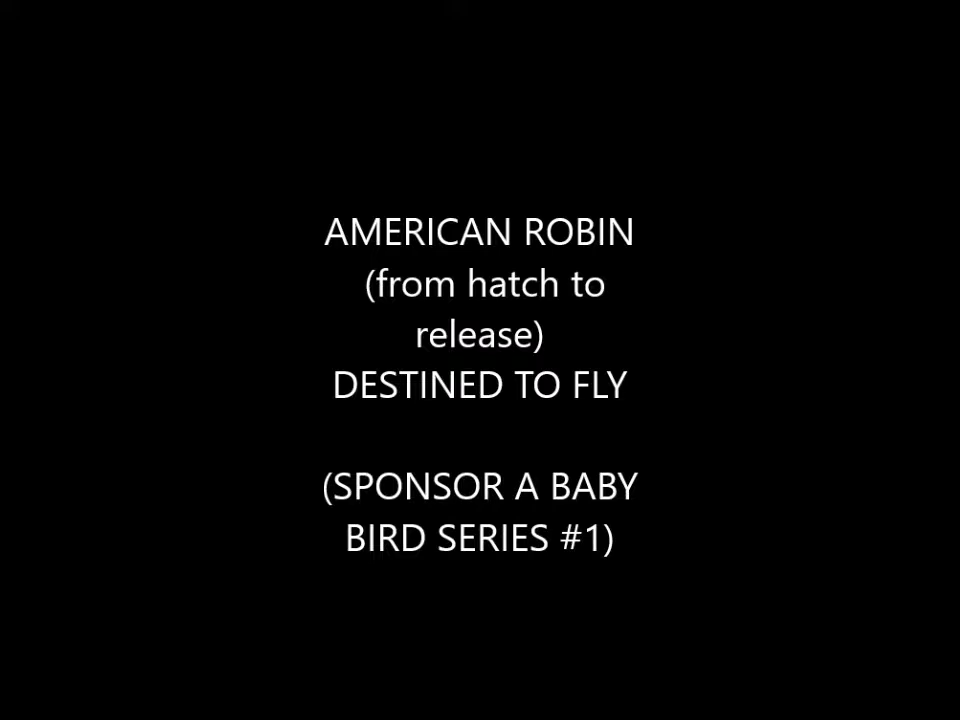 AMERICAN ROBIN
(from hatch to
release)
DESTINED TO FLY
(SPONSOR A BABY
BIRD SERIES #1)